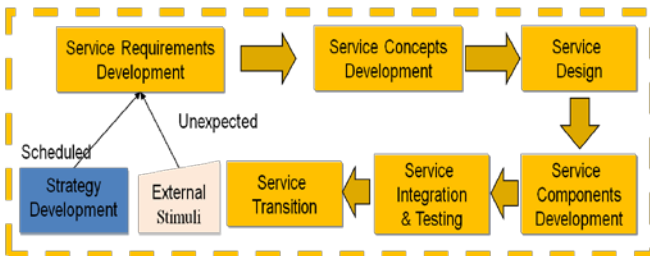 Service Requirements
Development
Service Concepts
Development
Service
Design
Unexpected
Scheduled
Strategy
Development
External
Stimuli
Service
Transition
Service
Integration
& Testing
Service
Components
Development